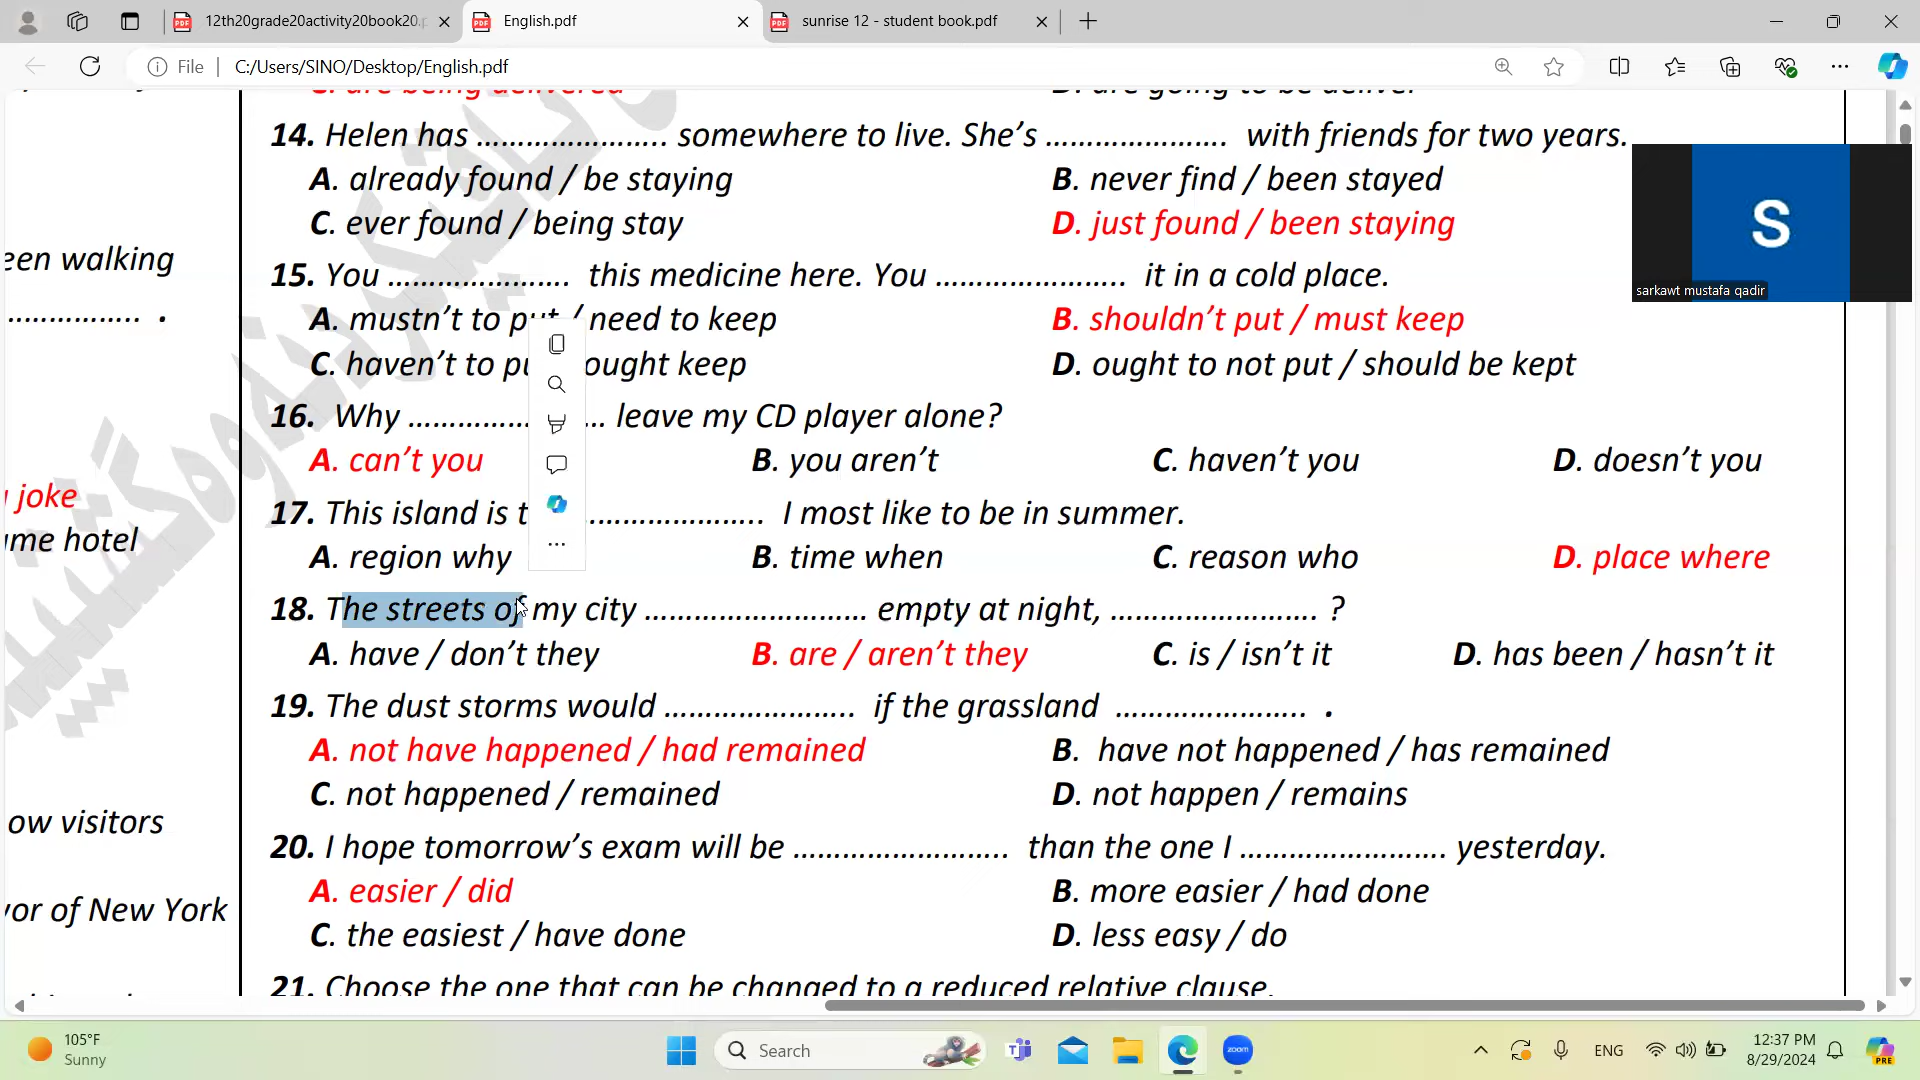 12th20grade20activity20book20.p
English.pdf
sunrise 12 - student book.pdf
File
C:/Users/SINO/Desktop/English.pdf
14. Helen has ………………….. somewhere to live. She’s …………………. with friends for two years.
A. already found / be staying
B. never find / been stayed
C. ever found / being stay
D. just found / been staying
15. You …………………. this medicine here. You ………………….. it in a cold place.
A. mustn’t to put / need to keep
B. shouldn’t put / must keep
C. haven’t to pu ought keep
D. ought to not put / should be kept
16. Why ………………….. leave my CD player alone?
A. can’t you
B. you aren’t
C. haven’t you
D. doesn’t you
17. This island is t ………………….. I most like to be in summer.
A. region why
B. time when
C. reason who
D. place where
18. The streets of my city ……………………… empty at night, ……………………. ?
A. have / don’t they
B. are / aren’t they
C. is / isn’t it
D. has been / hasn’t it
19. The dust storms would ………………….. if the grassland ………………….. .
A. not have happened / had remained
B. have not happened / has remained
C. not happened / remained
D. not happen / remains
20. I hope tomorrow’s exam will be …………………….. than the one I ……………………. yesterday.
A. easier / did
B. more easier / had done
C. the easiest / have done
D. less easy / do
21. Choose the one that can be changed to a reduced relative clause.
een walking
…………….. .
joke
me hotel
ow visitors
or of New York
S
sarkawt mustafa qadir
105°F
Sunny
Search
zoom
ENG
12:37 PM
8/29/2024
PRE